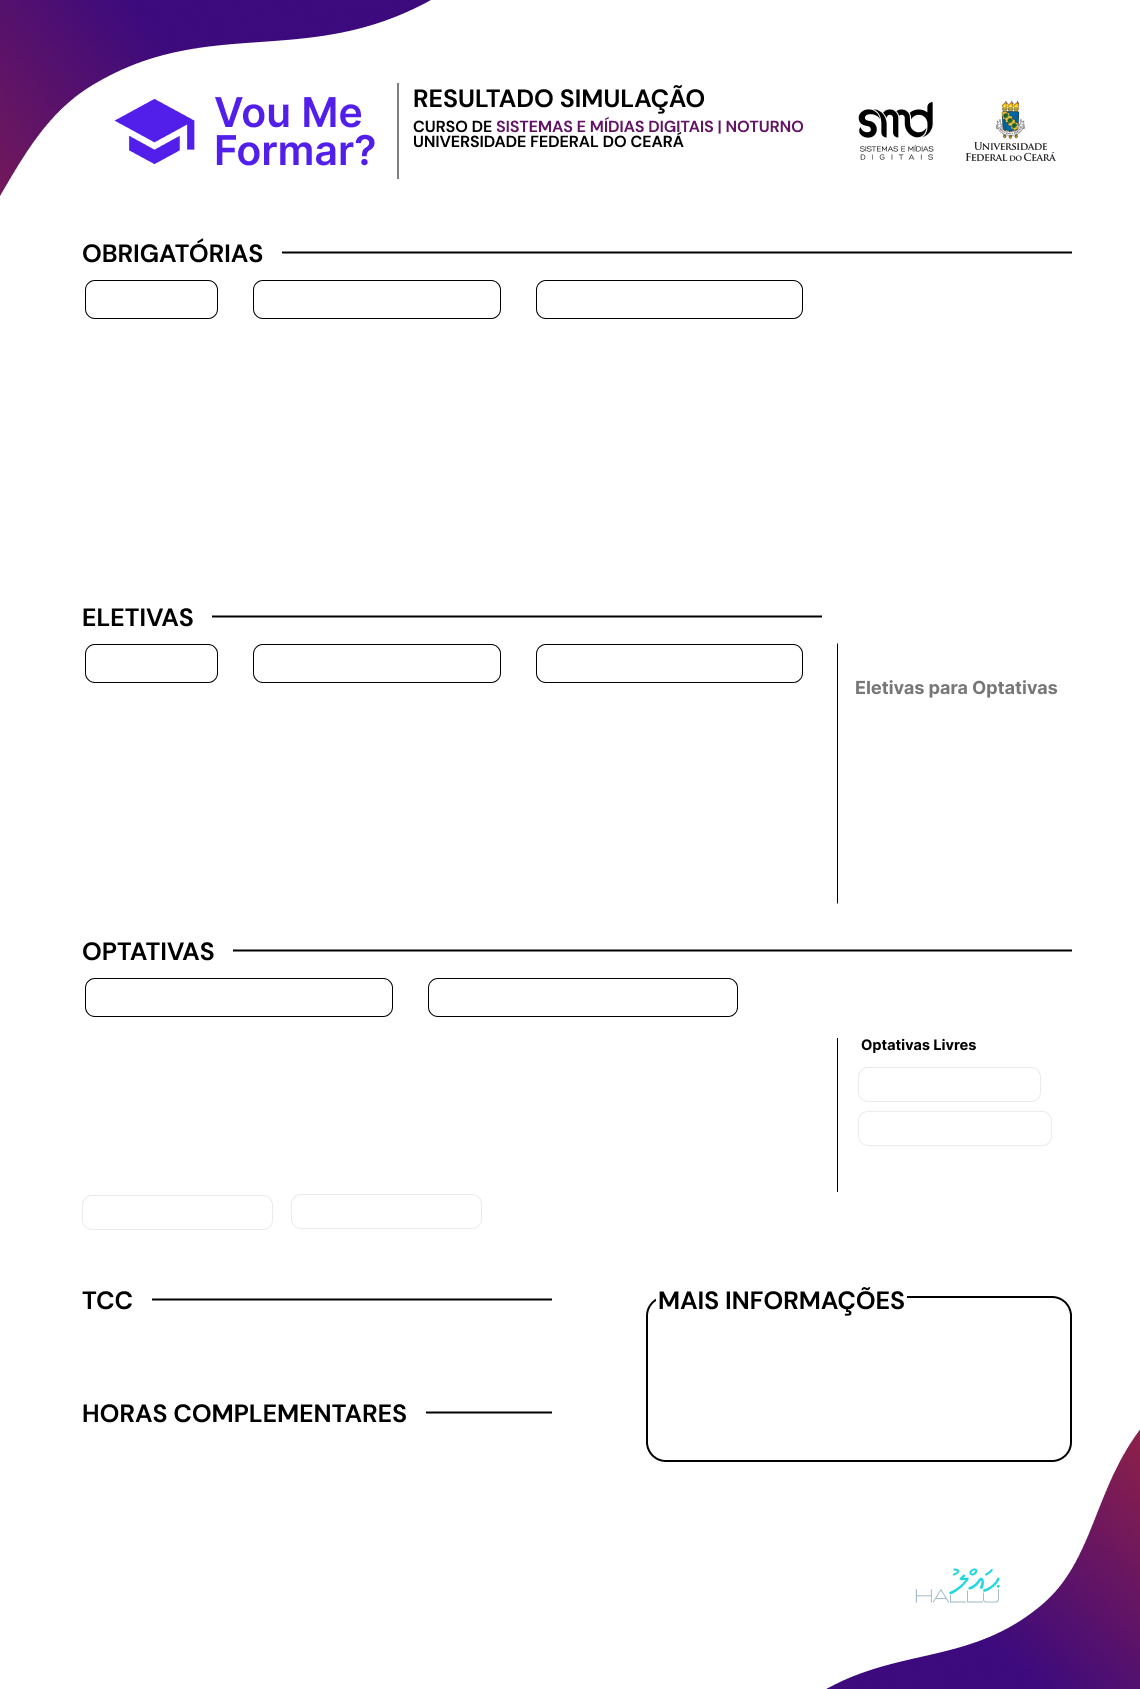 Vou Me
Formar?
RESULTADO SIMULAÇÃO
CURSO DE SISTEMAS E MÍDIAS DIGITAIS | NOTURNO
UNIVERSIDADE FEDERAL DO CEARÁ
smd
SISTEMAS E MÍDIAS
DIGITAIS
UNIVERSIDADE
FEDERAL DO CEARÁ
OBRIGATÓRIAS
ELETIVAS
Eletivas para Optativas
OPTATIVAS
Optativas Livres
TCC
MAIS INFORMAÇÕES
HORAS COMPLEMENTARES
HALLU